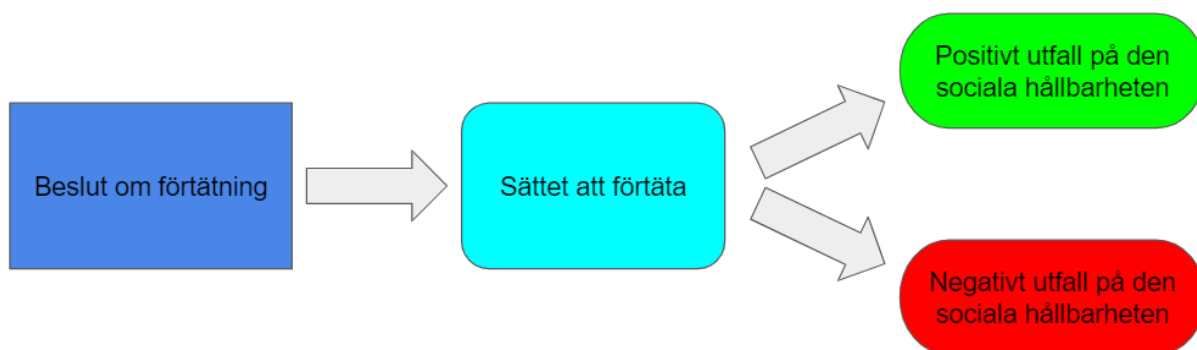 Beslut om förtätning
Sättet att förtäta
Positivt utfall på den
sociala hållbarheten
Negativt utfall på den
sociala hållbarheten